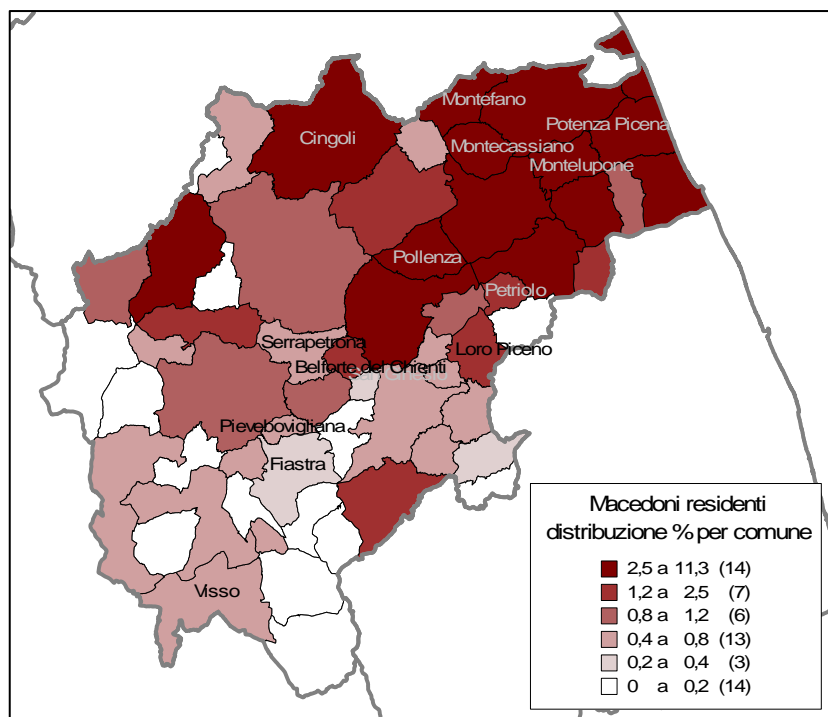 Montefano
Cingoli
Potenza Picena
Montecassiano
Montelupone
Pollenza
Petriolo
Serrapetrona
Loro Piceno
Belforte del Chienti
Pievebovigliana
Fiastra
Visso
Macedoni residenti
distribuzione % per comune
2,5 a 11,3 (14)
1,2 a 2,5 (7)
0,8 a 1,2 (6)
0,4 a 0,8 (13)
0,2 a 0,4 (3)
0 a 0,2 (14)